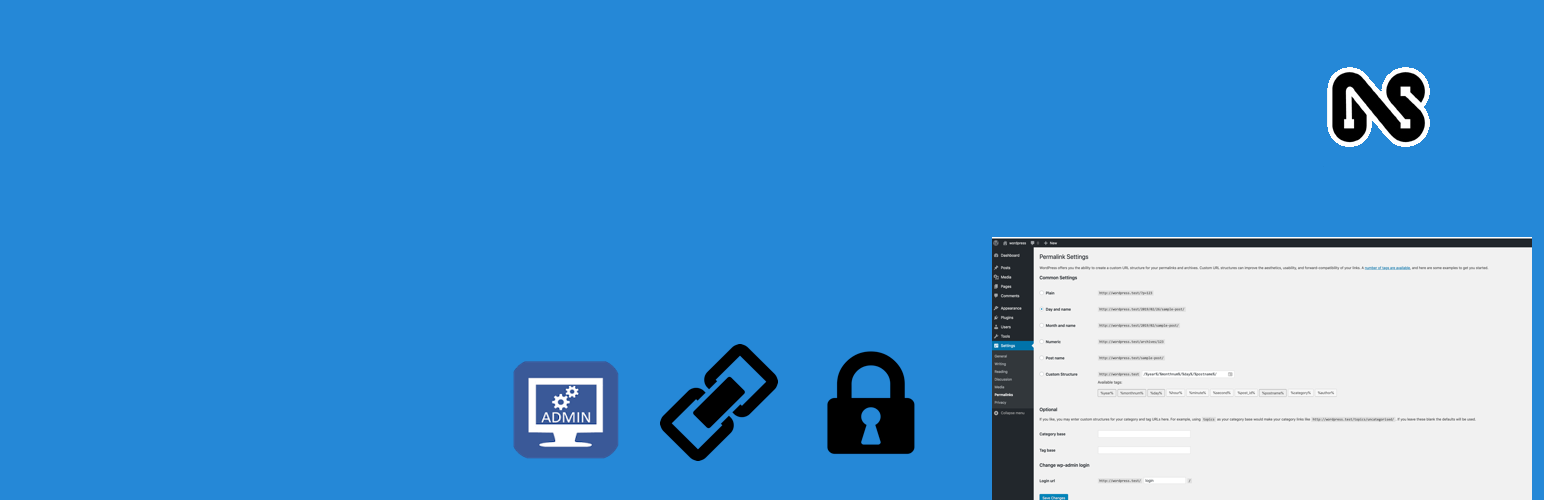 NS
ADMIN
wordpress 0 New
Dashboard
Posts
Media
Pages
Comments
Appearance
Plugins
Users
Tools
Settings
General
Writing
Reading
Discussion
Media
Permalinks
Privacy
Collapse menu
Permalink Settings
WordPress offers you the ability to create a custom URL structure for your permalinks and archives. Custom URL structures can improve the aesthetics, usability, and forward-compatibility of your links. A number of tags are available, and here are some examples to get you started.
Common Settings
Plain http://wordpress.test/?p=123
Day and name http://wordpress.test/2019/02/18/sample-post/
Month and name http://wordpress.test/2019/02/sample-post/
Numeric http://wordpress.test/archives/123
Post name http://wordpress.test/sample-post/
Custom Structure http://wordpress.test /%year%/%monthnum%/%day%/%postname%/
Available tags:
%year% %monthnum% %day% %hour% %minute% %second% %post_id% %postname% %category% %author%
Optional
If you like, you may enter custom structures for your category and tag URLs here. For example, using topics as your category base would make your category links like http://wordpress.test/topics/uncategorized/. If you leave these blank the defaults will be used.
Category base
Tag base
Change wp-admin login
Login url http://wordpress.test/ login /
Save Changes